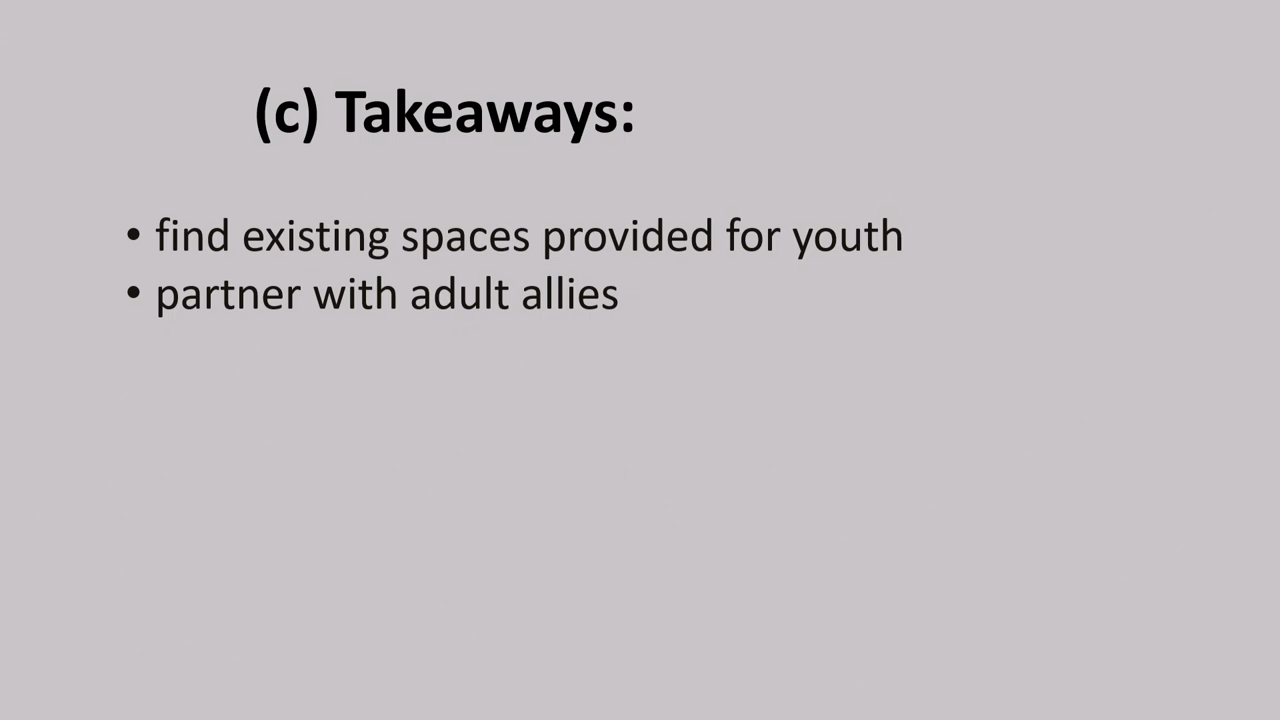 (c) Takeaways:
• find existing spaces provided for youth
• partner with adult allies